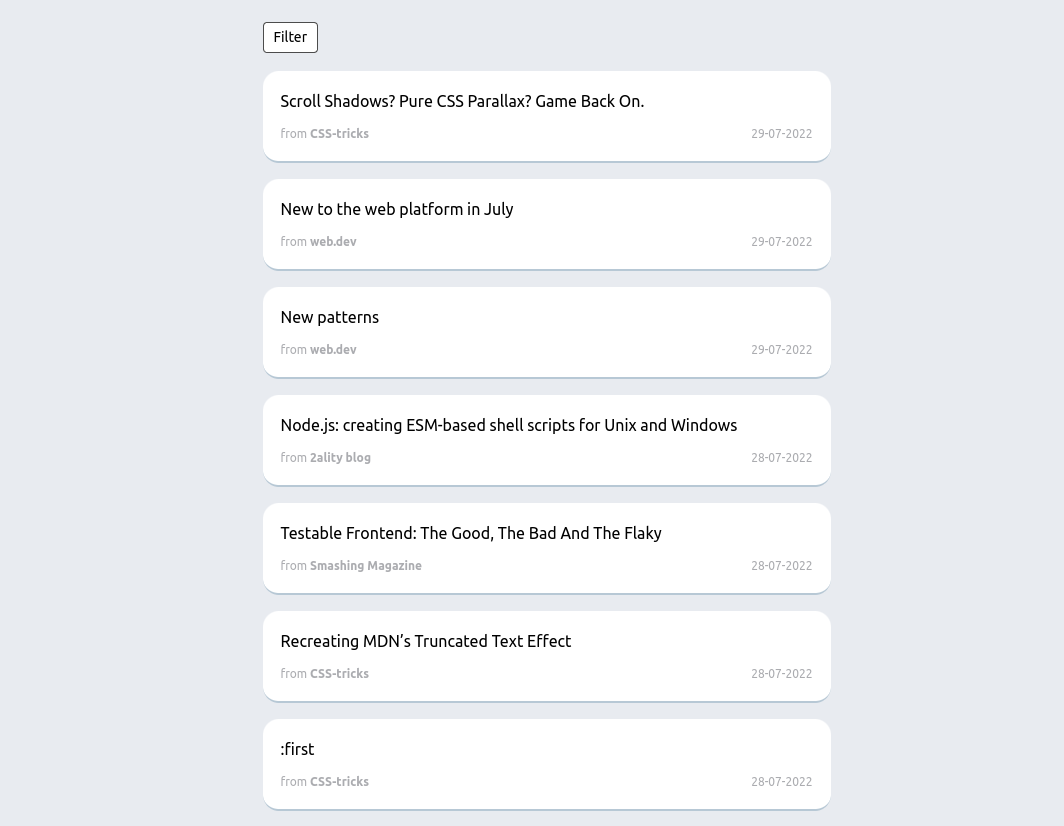 Filter
Scroll Shadows? Pure CSS Parallax? Game Back On.
from CSS-tricks 29-07-2022
New to the web platform in July
from web.dev 29-07-2022
New patterns
from web.dev 29-07-2022
Node.js: creating ESM-based shell scripts for Unix and Windows
from 2ality blog 28-07-2022
Testable Frontend: The Good, The Bad And The Flaky
from Smashing Magazine 28-07-2022
Recreating MDN’s Truncated Text Effect
from CSS-tricks 28-07-2022
:first
from CSS-tricks 28-07-2022